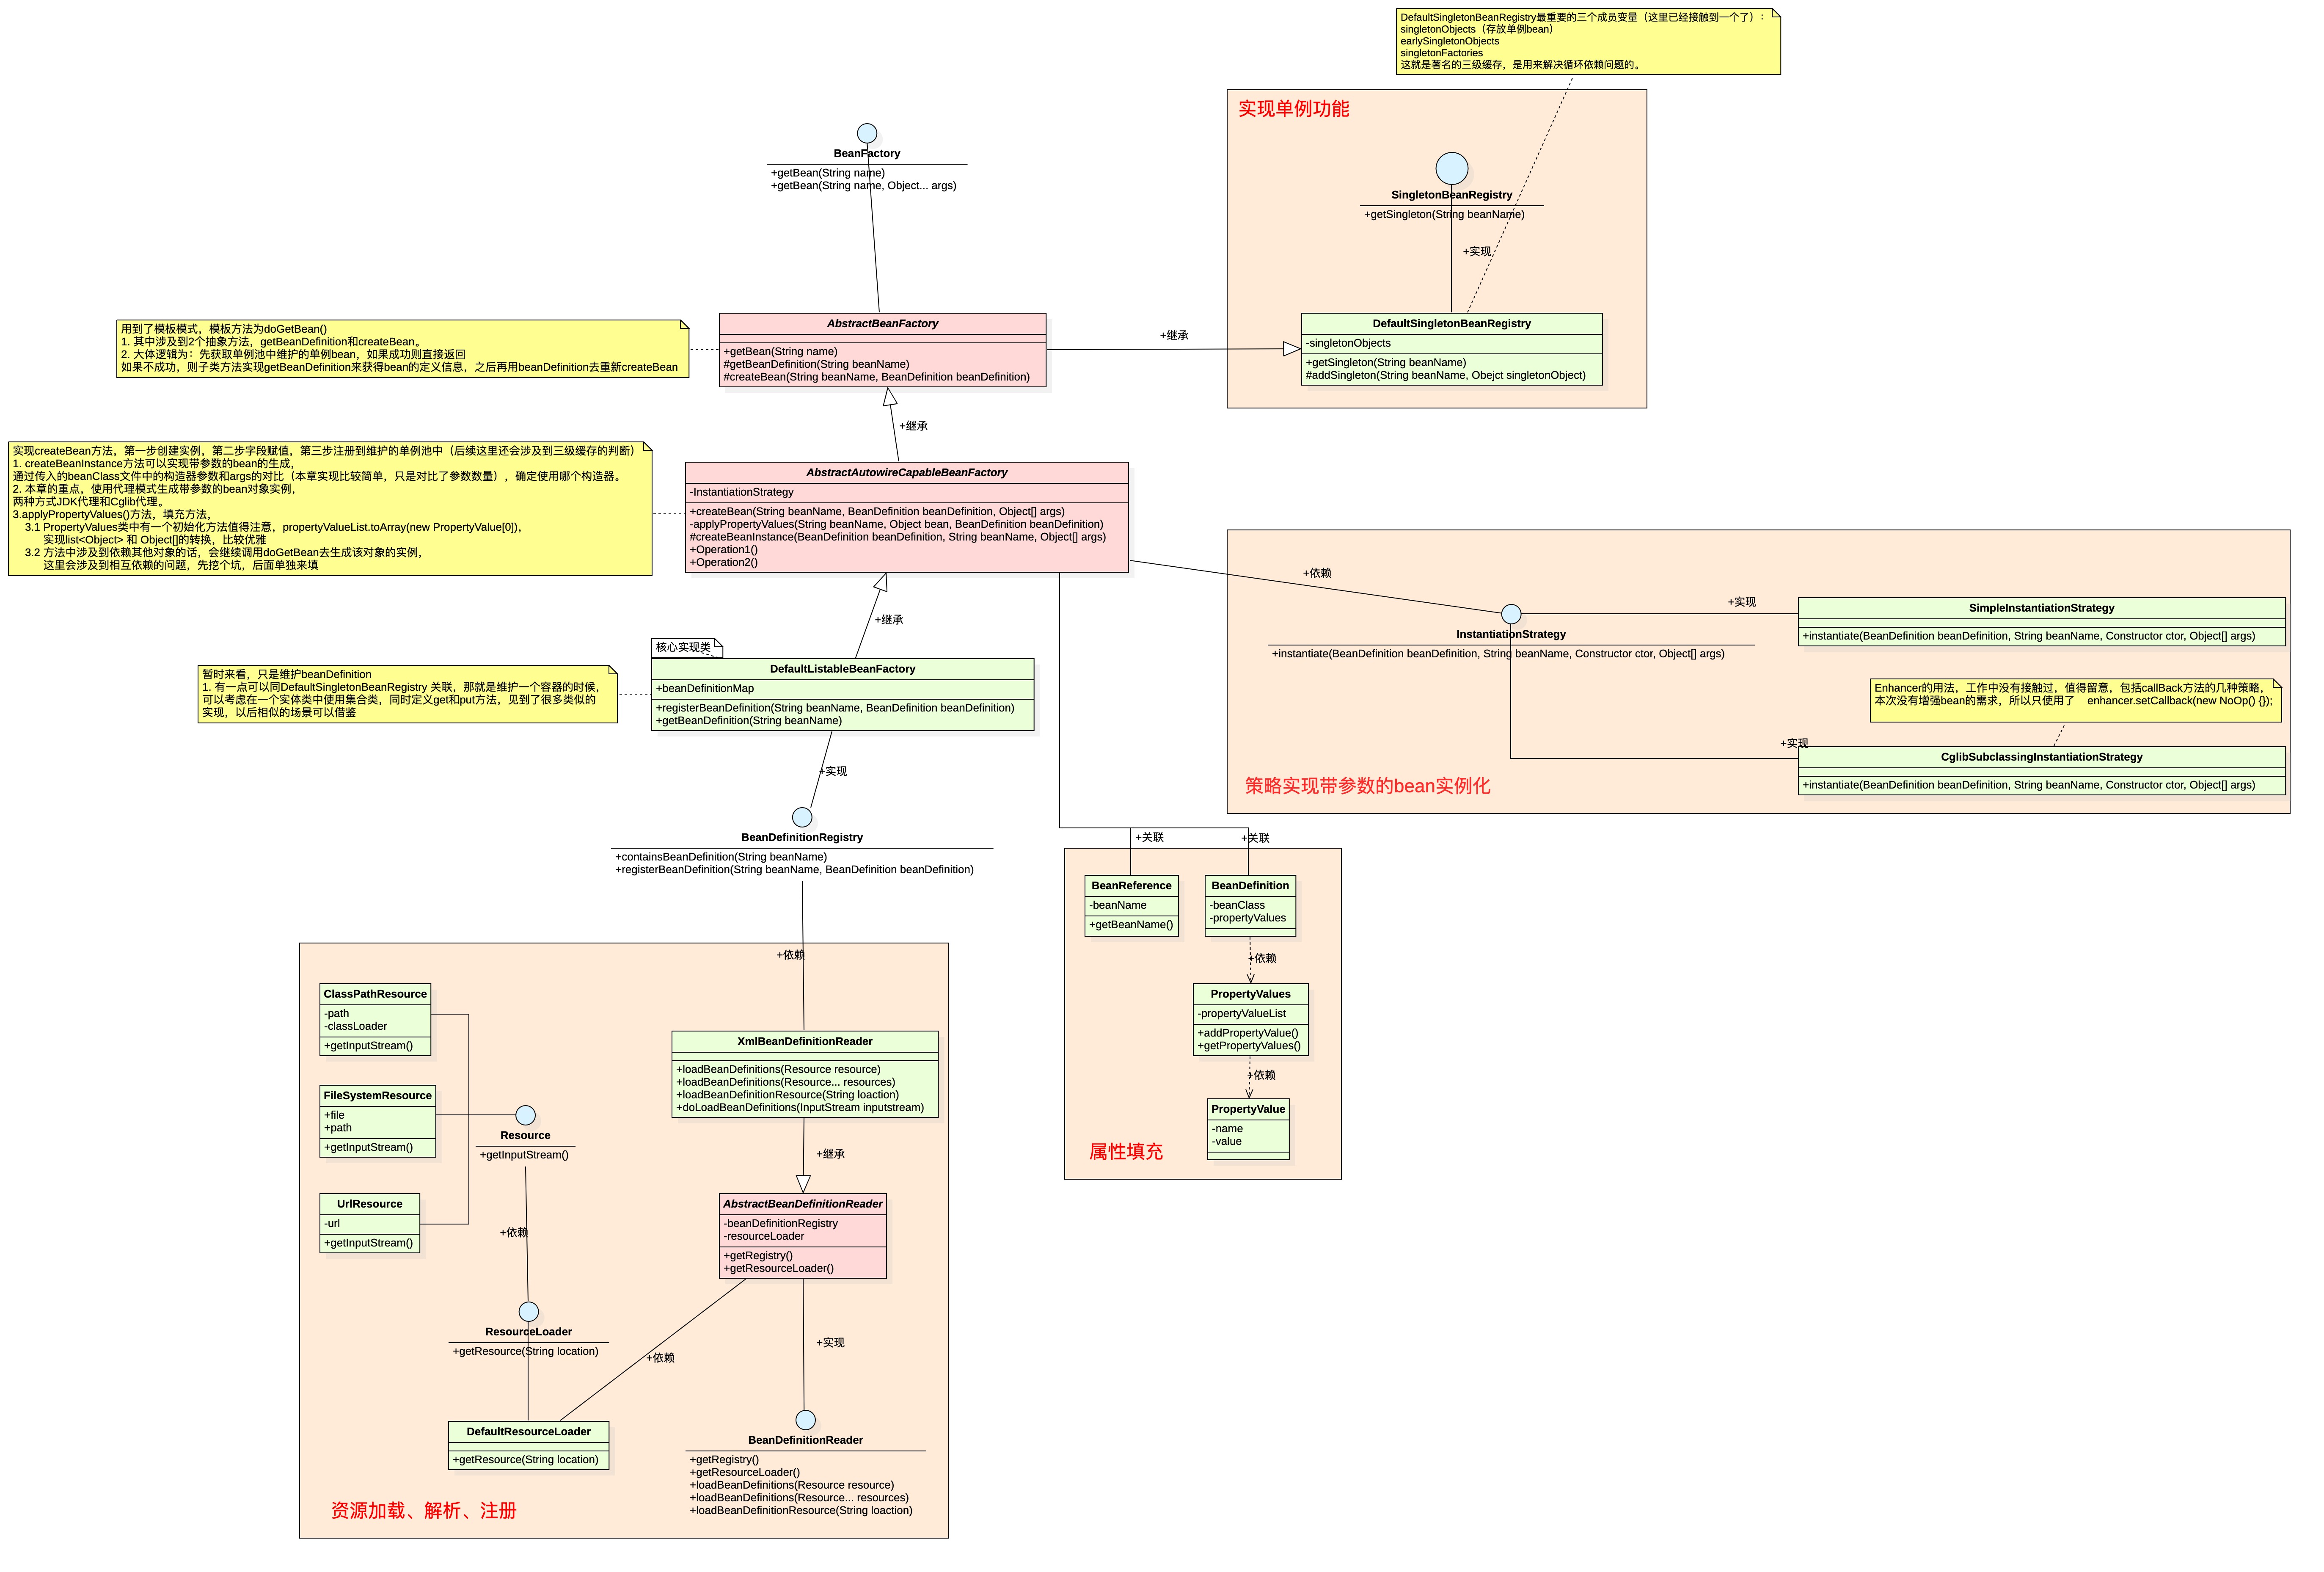 DefaultSingletonBeanRegistry最重要的三个成员变量（这里已经接触到一个了）：
singletonObjects（存放单例bean）
earlySingletonObjects
singletonFactories
这就是著名的三级缓存，是用来解决循环依赖问题的。
实现单例功能
BeanFactory
+getBean(String name)
+getBean(String name, Object... args)
SingletonBeanRegistry
+getSingleton(String beanName)
+实现
用到了模板模式，模板方法为doGetBean()
1. 其中涉及到2个抽象方法，getBeanDefinition和createBean。
2. 大体逻辑为：先获取单例池中维护的单例bean，如果成功则直接返回
如果不成功，则子类方法实现getBeanDefinition来获得bean的定义信息，之后再用beanDefinition去重新createBean
AbstractBeanFactory
+getBean(String name)
#getBeanDefinition(String beanName)
#createBean(String beanName, BeanDefinition beanDefinition)
+继承
DefaultSingletonBeanRegistry
-singletonObjects
+getSingleton(String beanName)
#addSingleton(String beanName, Obejct singletonObject)
+继承
实现createBean方法，第一步创建实例，第二步字段赋值，第三步注册到维护的单例池中（后续这里还会涉及到三级缓存的判断）
1. createBeanInstance方法可以实现带参数的bean的生成，
通过传入的beanClass文件中的构造器参数和args的对比（本章实现比较简单，只是对比了参数数量），确定使用哪个构造器。
2. 本章的重点，使用代理模式生成带参数的bean对象实例，
两种方式JDK代理和Cglib代理。
3.applyPropertyValues()方法，填充方法，
3.1 PropertyValues类中有一个初始化方法值得注意，propertyValueList.toArray(new PropertyValue[0])，
实现list<Object> 和 Object[]的转换，比较优雅
3.2 方法中涉及到依赖其他对象的话，会继续调用doGetBean去生成该对象的实例，
这里会涉及到相互依赖的问题，先挖个坑，后面单独来填
AbstractAutowireCapableBeanFactory
-InstantiationStrategy
+createBean(String beanName, BeanDefinition beanDefinition, Object[] args)
-applyPropertyValues(String beanName, Object bean, BeanDefinition beanDefinition)
#createBeanInstance(BeanDefinition beanDefinition, String beanName, Object[] args)
+Operation1()
+Operation2()
+依赖
+继承
InstantiationStrategy
+instantiate(BeanDefinition beanDefinition, String beanName, Constructor ctor, Object[] args)
+实现
SimpleInstantiationStrategy
+instantiate(BeanDefinition beanDefinition, String beanName, Constructor ctor, Object[] args)
Enhancer的用法，工作中没有接触过，值得留意，包括callBack方法的几种策略，
本次没有增强bean的需求，所以只使用了 enhancer.setCallback(new NoOp() {});
+实现
CglibSubclassingInstantiationStrategy
+instantiate(BeanDefinition beanDefinition, String beanName, Constructor ctor, Object[] args)
策略实现带参数的bean实例化
核心实现类
暂时来看，只是维护beanDefinition
1. 有一点可以同DefaultSingletonBeanRegistry 关联，那就是维护一个容器的时候，
可以考虑在一个实体类中使用集合类，同时定义get和put方法，见到了很多类似的
实现，以后相似的场景可以借鉴
DefaultListableBeanFactory
+beanDefinitionMap
+registerBeanDefinition(String beanName, BeanDefinition beanDefinition)
+getBeanDefinition(String beanName)
+实现
BeanDefinitionRegistry
+containsBeanDefinition(String beanName)
+registerBeanDefinition(String beanName, BeanDefinition beanDefinition)
+关联
+关联
BeanReference
-beanName
+getBeanName()
BeanDefinition
-beanClass
-propertyValues
+依赖
PropertyValues
-propertyValueList
+addPropertyValue()
+getPropertyValues()
+依赖
PropertyValue
-name
-value
属性填充
+依赖
ClassPathResource
-path
-classLoader
+getInputStream()
FileSystemResource
+file
+path
+getInputStream()
UrlResource
-url
+getInputStream()
Resource
+getInputStream()
+依赖
XmlBeanDefinitionReader
+loadBeanDefinitions(Resource resource)
+loadBeanDefinitions(Resource... resources)
+loadBeanDefinitionResource(String loaction)
+doLoadBeanDefinitions(InputStream inputstream)
+继承
AbstractBeanDefinitionReader
-beanDefinitionRegistry
-resourceLoader
+getRegistry()
+getResourceLoader()
ResourceLoader
+getResource(String location)
+依赖
+实现
DefaultResourceLoader
+getResource(String location)
BeanDefinitionReader
+getRegistry()
+getResourceLoader()
+loadBeanDefinitions(Resource resource)
+loadBeanDefinitions(Resource... resources)
+loadBeanDefinitionResource(String loaction)
资源加载、解析、注册